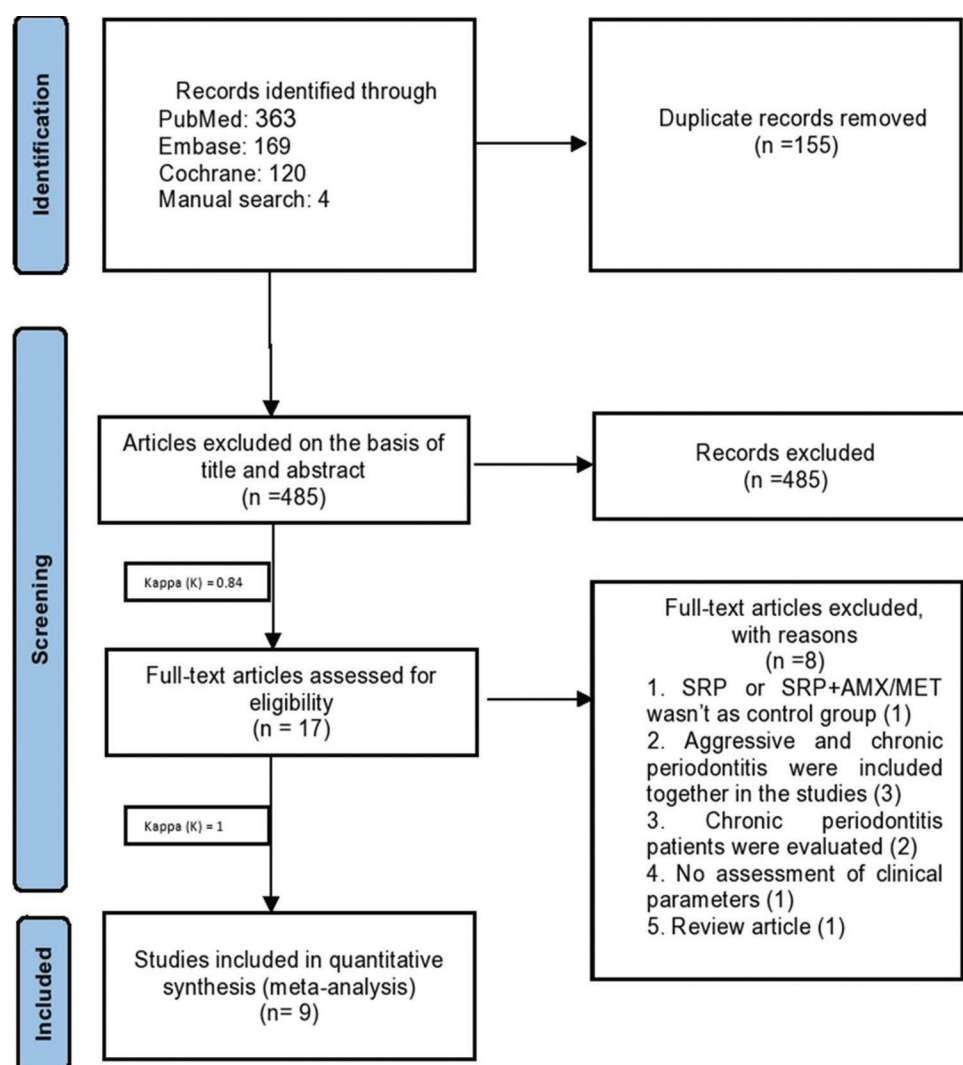 Identification
Records identified through
PubMed: 363
Embase: 169
Cochrane: 120
Manual search: 4
Duplicate records removed
(n =155)
Screening
Articles excluded on the basis of
title and abstract
(n =485)
Records excluded
(n =485)
Kappa (K) = 0.84
Full-text articles assessed for
eligibility
(n = 17)
Full-text articles excluded,
with reasons
(n =8)
1. SRP or SRP+AMX/MET
wasn't as control group (1)
2. Aggressive and chronic
periodontitis were included
together in the studies (3)
3. Chronic periodontitis
patients were evaluated (2)
4. No assessment of clinical
parameters (1)
5. Review article (1)
Kappa (K) = 1
Included
Studies included in quantitative
synthesis (meta-analysis)
(n= 9)